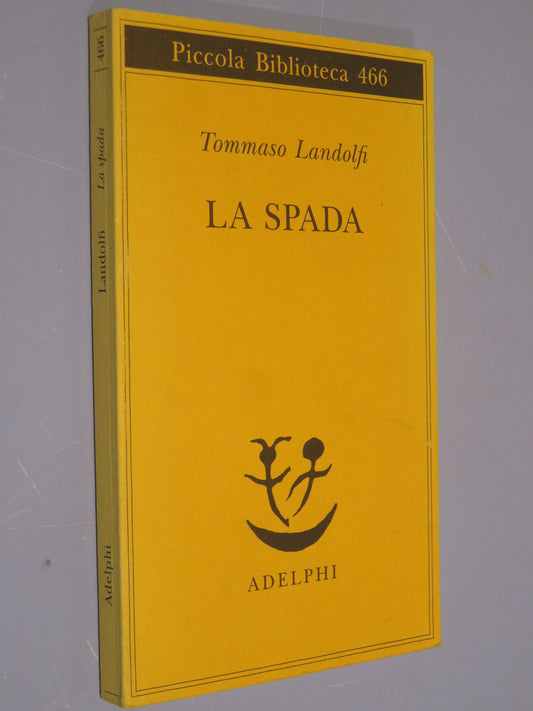 Piccola Biblioteca 466
Tommaso Landolfi
LA SPADA
ADELPHI
466
La spada
Landolfi
Adelphi